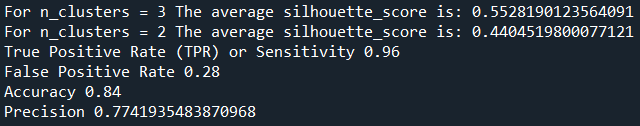 For n_clusters = 3 The average silhouette_score is: 0.5528190123564091
For n_clusters = 2 The average silhouette_score is: 0.4404519800077121
True Positive Rate (TPR) or Sensitivity 0.96
False Positive Rate 0.28
Accuracy 0.84
Precision 0.7741935483870968